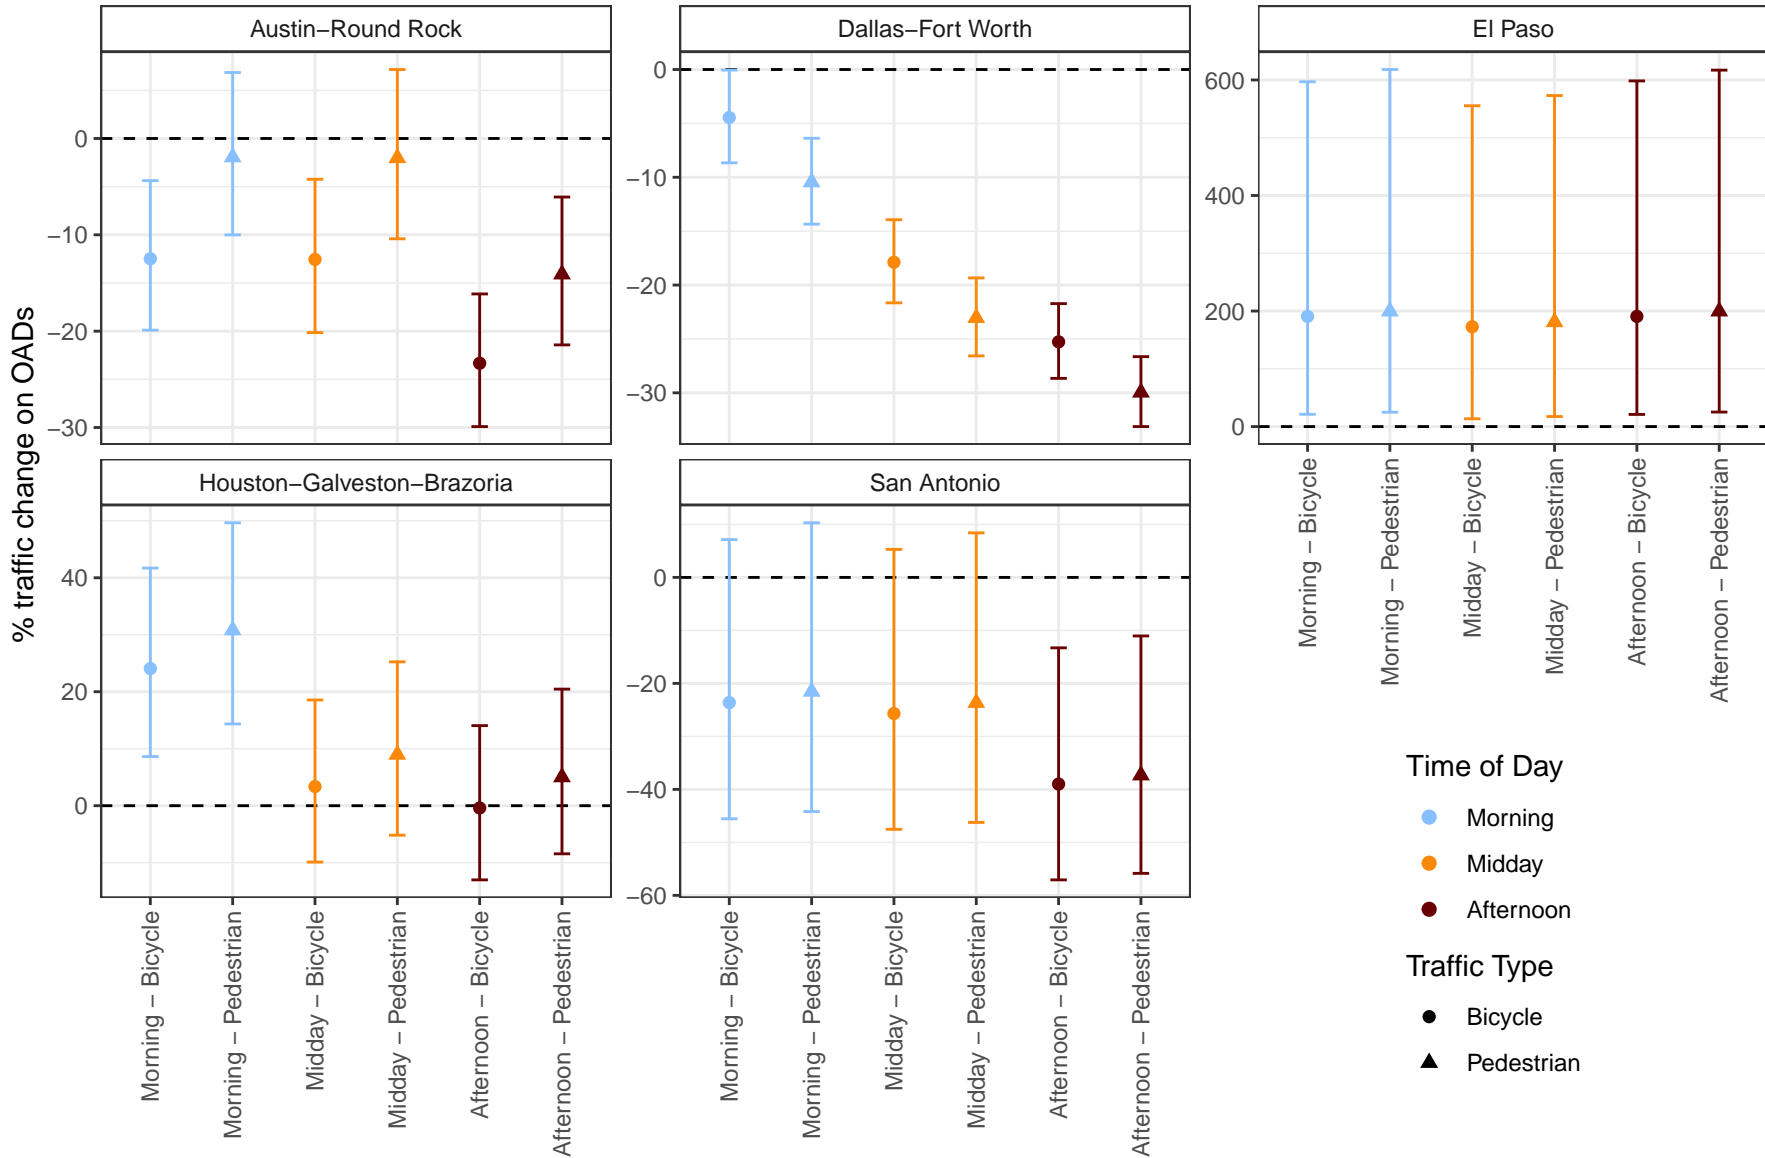 % traffic change on OADs
Austin−Round Rock
0
−10
−20
−30
Dallas−Fort Worth
0
−10
−20
−30
El Paso
600
400
200
0
Morning − Bicycle
Morning − Pedestrian
Midday − Bicycle
Midday − Pedestrian
Afternoon − Bicycle
Afternoon − Pedestrian
Houston−Galveston−Brazoria
40
20
0
Morning − Bicycle
Morning − Pedestrian
Midday − Bicycle
Midday − Pedestrian
Afternoon − Bicycle
Afternoon − Pedestrian
San Antonio
0
−20
−40
−60
Morning − Bicycle
Morning − Pedestrian
Midday − Bicycle
Midday − Pedestrian
Afternoon − Bicycle
Afternoon − Pedestrian
Time of Day
Morning
Midday
Afternoon
Traffic Type
Bicycle
Pedestrian